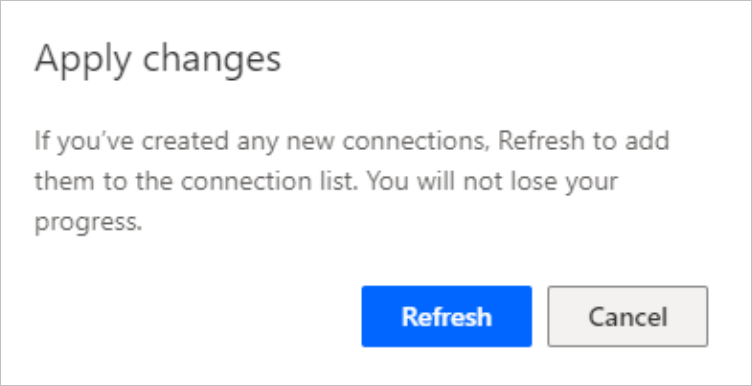 Apply changes
If you’ve created any new connections, Refresh to add
them to the connection list. You will not lose your
progress.
Refresh
Cancel